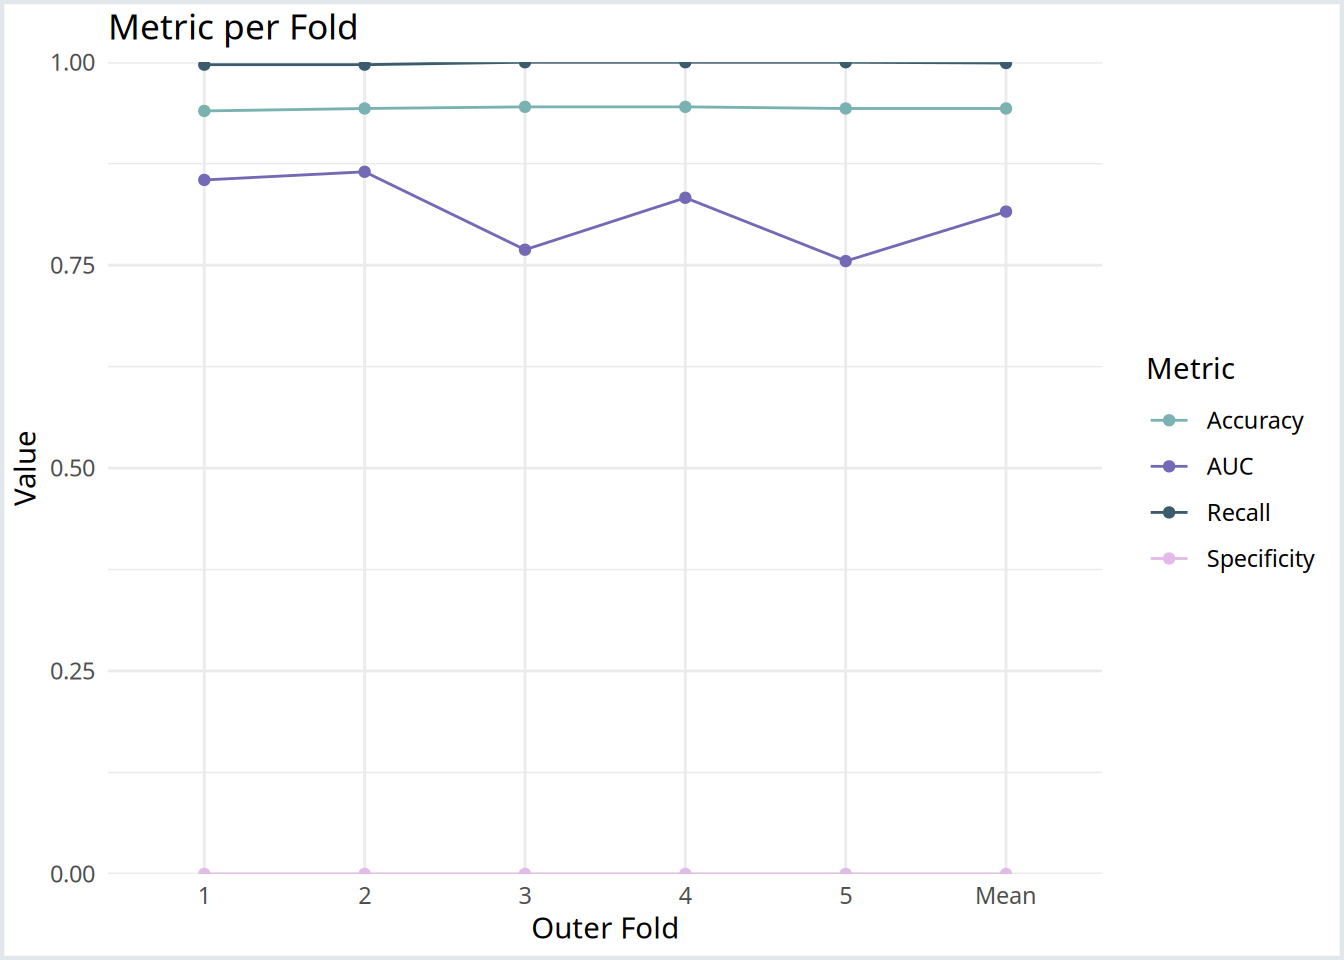 Metric per Fold
1.00
0.75
0.50
0.25
0.00
Value
1 2 3 4 5 Mean
Outer Fold
Metric
Accuracy
AUC
Recall
Specificity